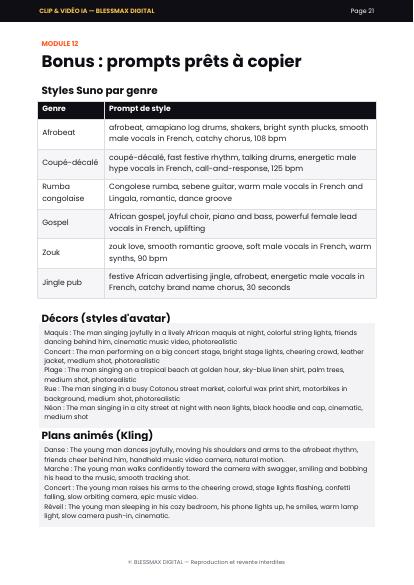 CLIP & VIDÉO IA — BLESSMAX DIGITAL
Page 21
MODULE 12
Bonus : prompts prêts à copier
Styles Suno par genre
Genre
Prompt de style
Afrobeat
afrobeat, amapiano log drums, shakers, bright synth plucks, smooth
male vocals in French, catchy chorus, 108 bpm
Coupé-décalé
coupé-décalé, fast festive rhythm, talking drums, energetic male
hype vocals in French, call-and-response, 125 bpm
Rumba
congolaise
Congolese rumba, sebene guitar, warm male vocals in French and
Lingala, romantic, dance groove
Gospel
African gospel, joyful choir, piano and bass, powerful female lead
vocals in French, uplifting
Zouk
zouk love, smooth romantic groove, soft male vocals in French, warm
synths, 90 bpm
Jingle pub
festive African advertising jingle, afrobeat, energetic male vocals in
French, catchy brand name chorus, 30 seconds
Décors (styles d'avatar)
Maquis : The man singing joyfully in a lively African maquis at night, colorful string lights, friends
dancing behind him, cinematic music video, photorealistic
Concert : The man performing on a big concert stage, bright stage lights, cheering crowd, leather
jacket, medium shot, photorealistic
Plage : The man singing on a tropical beach at golden hour, sky-blue linen shirt, palm trees,
medium shot, photorealistic
Rue : The man singing in a busy Cotonou street market, colorful wax print shirt, motorbikes in
background, medium shot, photorealistic
Néon : The man singing in a city street at night with neon lights, black hoodie and cap, cinematic,
medium shot
Plans animés (Kling)
Danse : The young man dances joyfully, moving his shoulders and arms to the afrobeat rhythm,
friends cheer behind him, handheld music video camera, natural motion.
Marche : The young man walks confidently toward the camera with swagger, smiling and bobbing
his head to the music, smooth tracking shot.
Concert : The young man raises his arms to the cheering crowd, stage lights flashing, confetti
falling, slow orbiting camera, epic music video.
Réveil : The young man sleeping in his cozy bedroom, his phone lights up, he smiles, warm lamp
light, slow camera push-in, cinematic.
© BLESSMAX DIGITAL — Reproduction et revente interdites